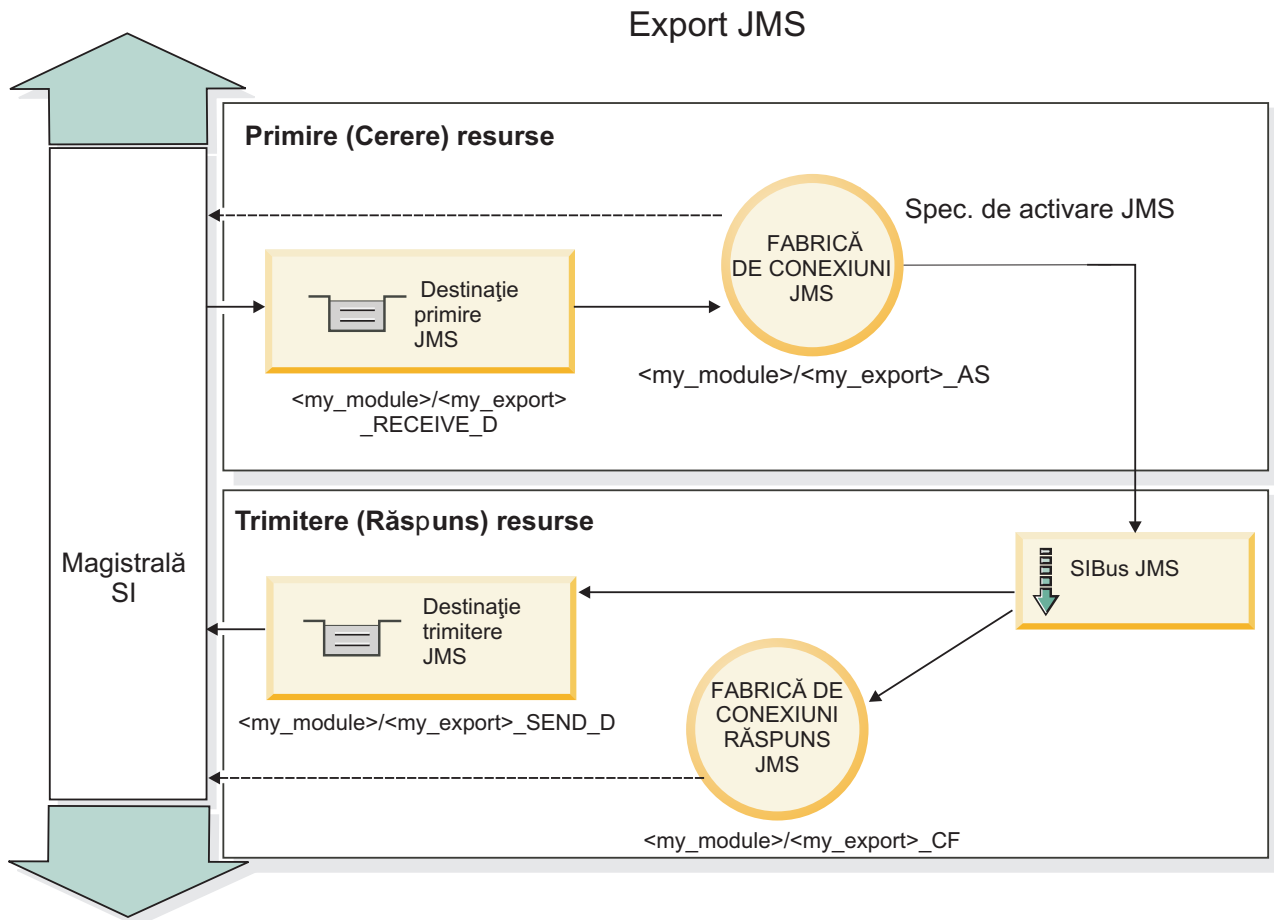 Export JMS
Primire (Cerere) resurse
Spec. de activare JMS
FABRICĂ
DE CONEXIUNI
JMS
Destinaţie
primire
JMS
<my_module>/<my_export>_AS
<my_module>/<my_export>
_RECEIVE_D
Trimitere (Răspuns) resurse
Magistrală
SI
SIBus JMS
Destinaţie
trimitere
JMS
FABRICĂ DE
CONEXIUNI
RĂSPUNS
JMS
<my_module>/<my_export>_SEND_D
<my_module>/<my_export>_CF